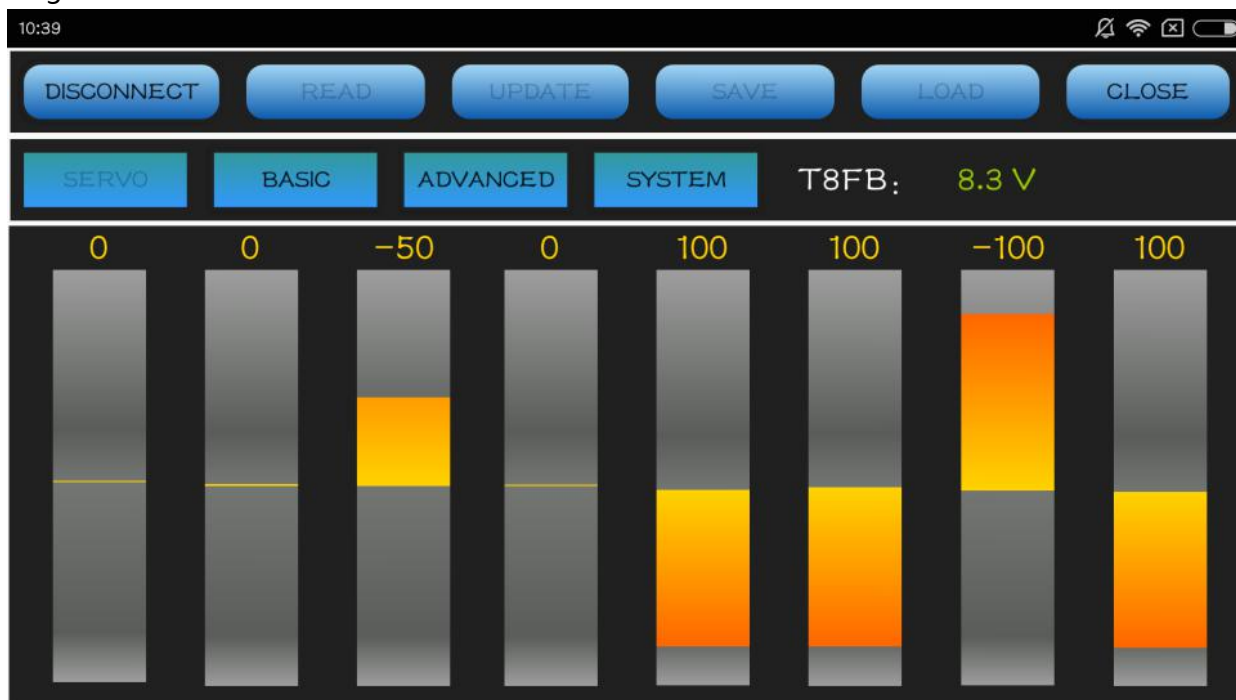 10:39
DISCONNECT READ UPDATE SAVE LOAD CLOSE
SERVO BASIC ADVANCED SYSTEM T8FB: 8.3 V
0 0 -50 0 100 100 -100 100